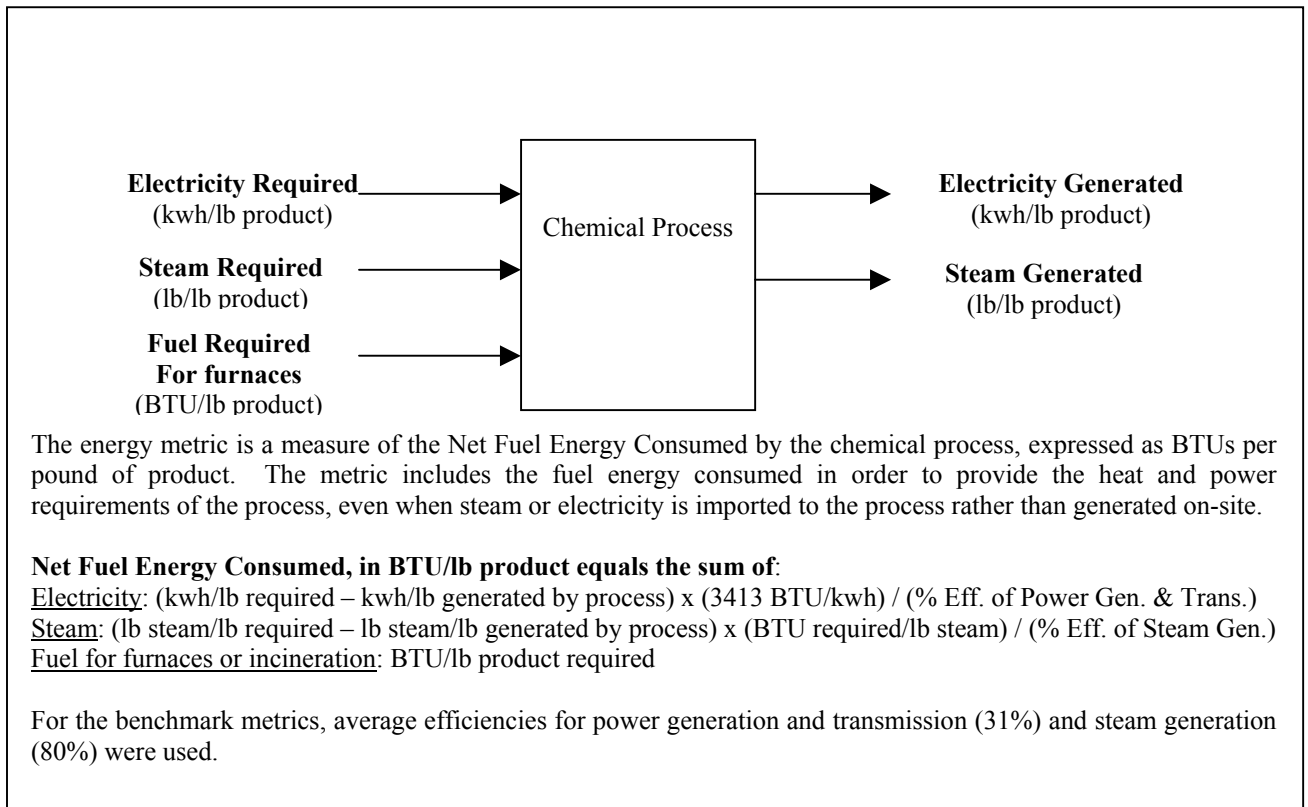 Electricity Required
(kwh/lb product)
Steam Required
(lb/lb product)
Fuel Required
For furnaces
(BTU/lb product)
Chemical Process
Electricity Generated
(kwh/lb product)
Steam Generated
(lb/lb product)
The energy metric is a measure of the Net Fuel Energy Consumed by the chemical process, expressed as BTUs per
pound of product. The metric includes the fuel energy consumed in order to provide the heat and power
requirements of the process, even when steam or electricity is imported to the process rather than generated on-site.
Net Fuel Energy Consumed, in BTU/lb product equals the sum of:
Electricity: (kwh/lb required – kwh/lb generated by process) x (3413 BTU/kwh) / (% Eff. of Power Gen. & Trans.)
Steam: (lb steam/lb required – lb steam/lb generated by process) x (BTU required/lb steam) / (% Eff. of Steam Gen.)
Fuel for furnaces or incineration: BTU/lb product required
For the benchmark metrics, average efficiencies for power generation and transmission (31%) and steam generation
(80%) were used.